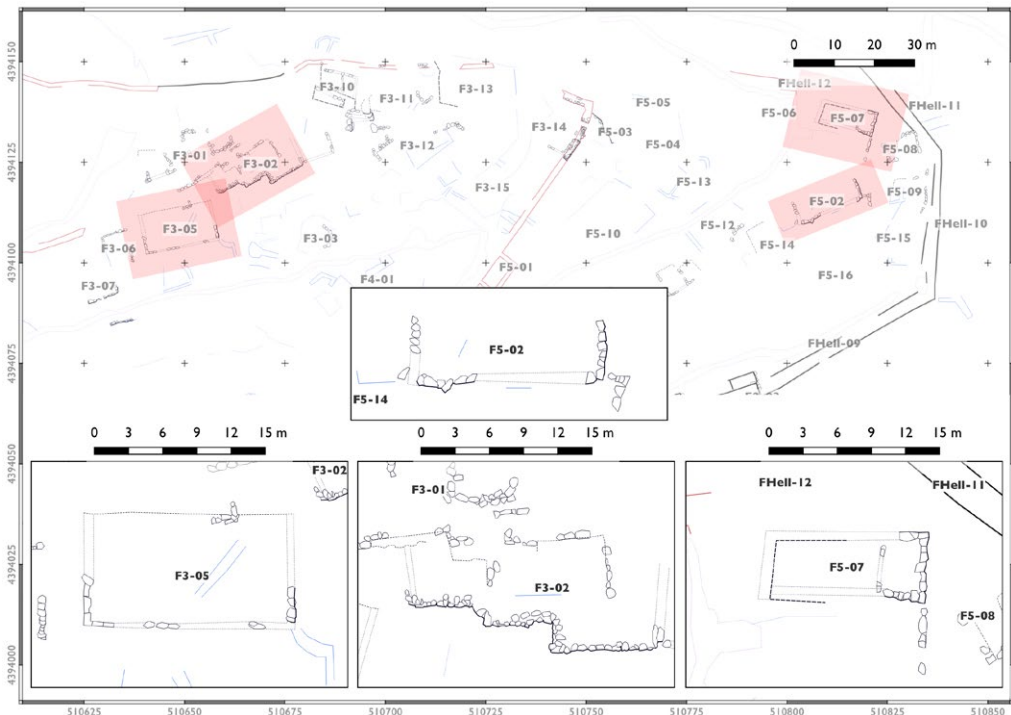 0 10 20 30 m
4394150
4394125
4394100
4394075
4394050
4394025
4394000
FHell-12
FHell-11
F3-10
F3-11
F3-13
F5-05
F5-06
F5-07
F3-14
F5-03
F5-04
F5-08
F3-01
F3-02
F3-12
F3-15
F5-13
F5-09
F5-02
F3-05
F3-06
F3-03
F5-10
F5-12
F5-14
F5-15
FHell-10
F3-07
F4-01
F5-01
F5-16
FHell-09
F5-02
F5-14
0 3 6 9 12 15 m
0 3 6 9 12 15 m
0 3 6 9 12 15 m
F3-02
F3-05
F3-01
F3-02
FHell-12
FHell-11
F5-07
F5-08
510625 510650 510675 510700 510725 510750 510775 510800 510825 510850